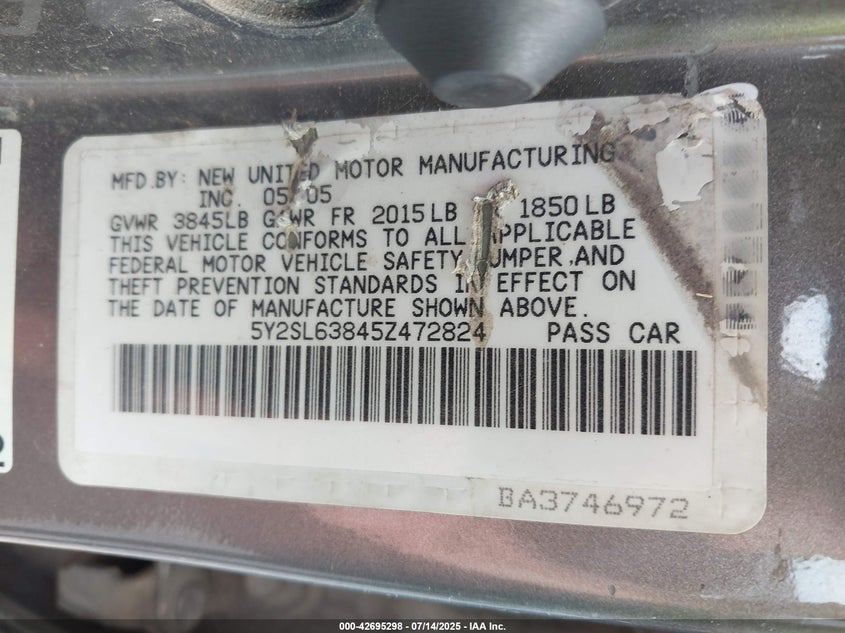 MFD.BY: NEW UNITED MOTOR MANUFACTURING
INC. 05 05
GVWR 3845LB FR 2015LB 1850LB
THIS VEHICLE CONFORMS TO ALL APPLICABLE
FEDERAL MOTOR VEHICLE SAFETY, BUMPER,AND
THEFT PREVENTION STANDARDS IN EFFECT ON
THE DATE OF MANUFACTURE SHOWN ABOVE.
5Y2SL63845Z472824 PASS CAR
BA3746972
000-42695298 - 07/14/2025 - IAA Inc.